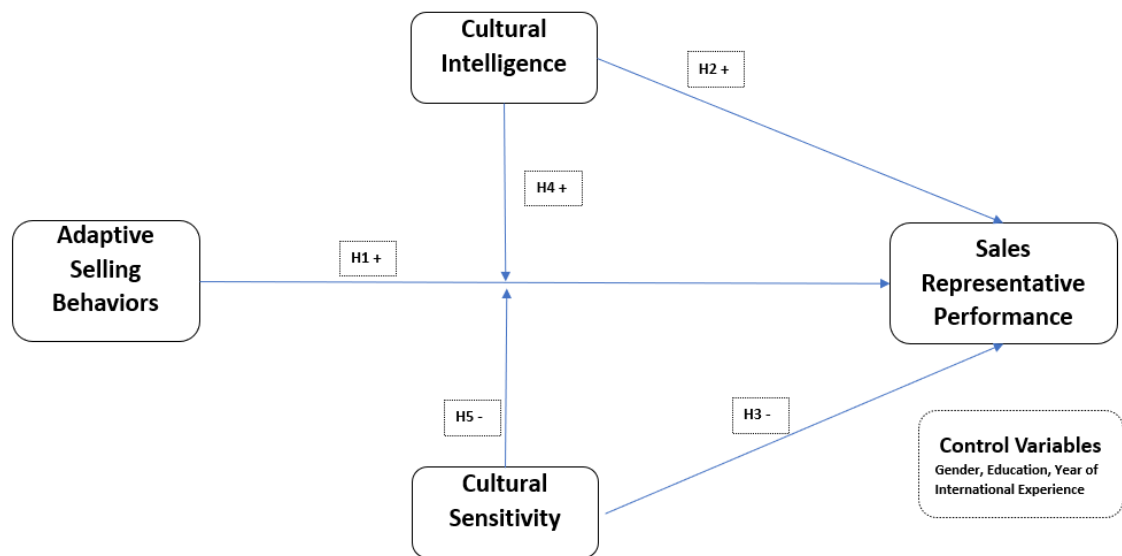 Cultural
Intelligence
H2 +
H4 +
Adaptive
Selling
Behaviors
H1 +
Sales
Representative
Performance
H5 -
H3 -
Cultural
Sensitivity
Control Variables
Gender, Education, Year of
International Experience